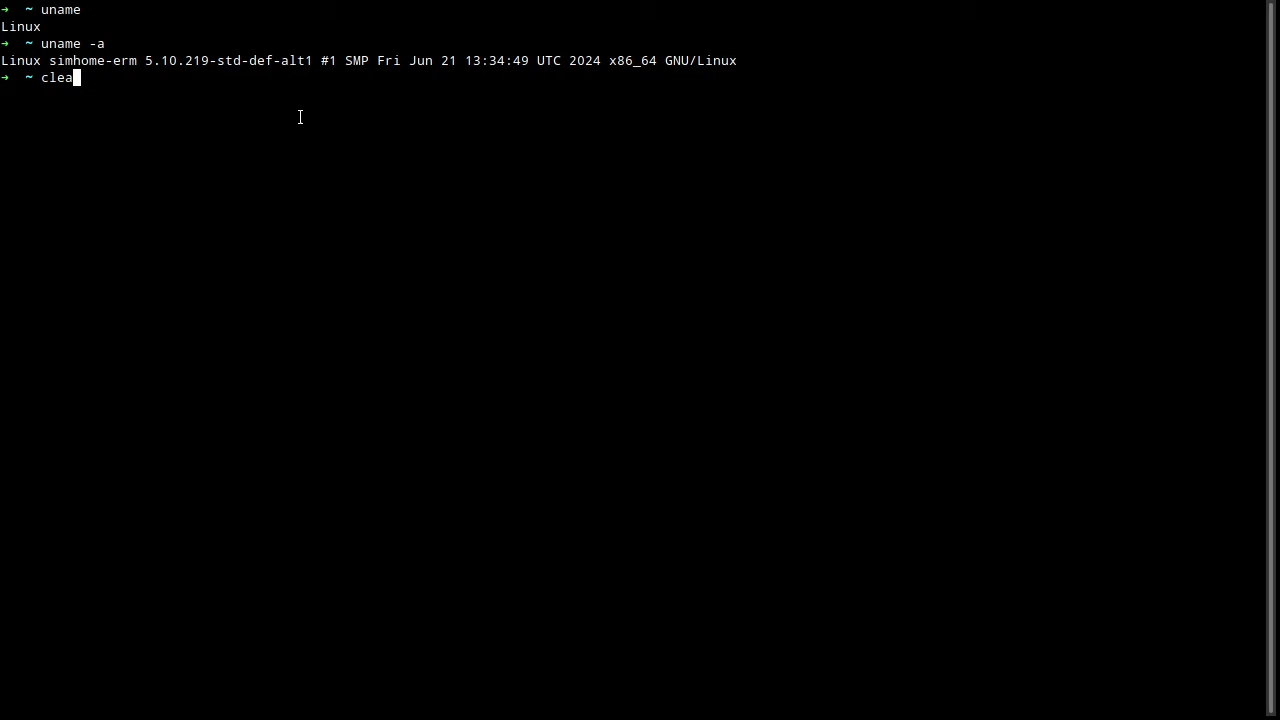 ➜  ~ uname
Linux
➜  ~ uname -a
Linux simhome-erm 5.10.219-std-def-alt1 #1 SMP Fri Jun 21 13:34:49 UTC 2024 x86_64 GNU/Linux
➜  ~ clea